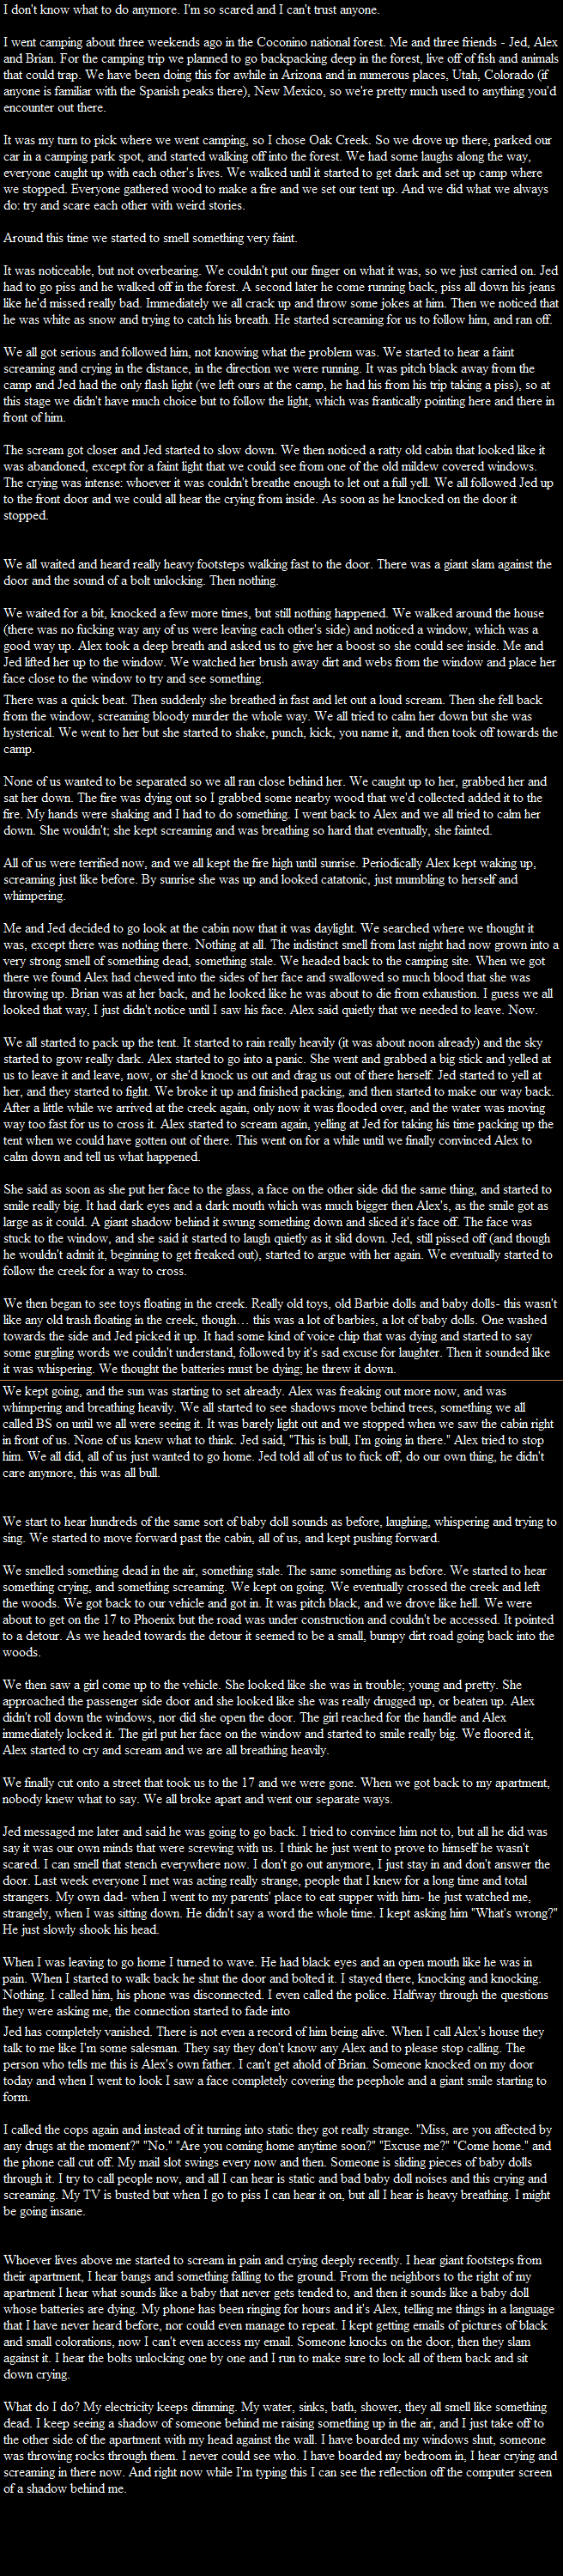 I don't know what to do anymore. I'm so scared and I can't trust anyone.
I went camping about three weekends ago in the Coconino national forest. Me and three friends - Jed, Alex
and Brian. For the camping trip we planned to go backpacking deep in the forest, live off of fish and animals
that could trap. We have been doing this for awhile in Arizona and in numerous places, Utah, Colorado (if
anyone is familiar with the Spanish peaks there), New Mexico, so we're pretty much used to anything you'd
encounter out there.
It was my turn to pick where we went camping, so I chose Oak Creek. So we drove up there, parked our
car in a camping park spot, and started walking off into the forest. We had some laughs along the way,
everyone caught up with each other's lives. We walked until it started to get dark and set up camp where
we stopped. Everyone gathered wood to make a fire and we set our tent up. And we did what we always
do: try and scare each other with weird stories.
Around this time we started to smell something very faint.
It was noticeable, but not overbearing. We couldn't put our finger on what it was, so we just carried on. Jed
had to go piss and he walked off in the forest. A second later he come running back, piss all down his jeans
like he'd missed really bad. Immediately we all crack up and throw some jokes at him. Then we noticed that
he was white as snow and trying to catch his breath. He started screaming for us to follow him, and ran off.
We all got serious and followed him, not knowing what the problem was. We started to hear a faint
screaming and crying in the distance, in the direction we were running. It was pitch black away from the
camp and Jed had the only flash light (we left ours at the camp, he had his from his trip taking a piss), so at
this stage we didn't have much choice but to follow the light, which was frantically pointing here and there in
front of him.
The scream got closer and Jed started to slow down. We then noticed a ratty old cabin that looked like it
was abandoned, except for a faint light that we could see from one of the old mildew covered windows.
The crying was intense: whoever it was couldn't breathe enough to let out a full yell. We all followed Jed up
to the front door and we could all hear the crying from inside. As soon as he knocked on the door it
stopped.
We all waited and heard really heavy footsteps walking fast to the door. There was a giant slam against the
door and the sound of a bolt unlocking. Then nothing.
We waited for a bit, knocked a few more times, but still nothing happened. We walked around the house
(there was no fucking way any of us were leaving each other's side) and noticed a window, which was a
good way up. Alex took a deep breath and asked us to give her a boost so she could see inside. Me and
Jed lifted her up to the window. We watched her brush away dirt and webs from the window and place her
face close to the window to try and see something.
There was a quick beat. Then suddenly she breathed in fast and let out a loud scream. Then she fell back
from the window, screaming bloody murder the whole way. We all tried to calm her down but she was
hysterical. We went to her but she started to shake, punch, kick, you name it, and then took off towards the
camp.
None of us wanted to be separated so we all ran close behind her. We caught up to her, grabbed her and
sat her down. The fire was dying out so I grabbed some nearby wood that we'd collected added it to the
fire. My hands were shaking and I had to do something. I went back to Alex and we all tried to calm her
down. She wouldn't; she kept screaming and was breathing so hard that eventually, she fainted.
All of us were terrified now, and we all kept the fire high until sunrise. Periodically Alex kept waking up,
screaming just like before. By sunrise she was up and looked catatonic, just mumbling to herself and
whimpering.
Me and Jed decided to go look at the cabin now that it was daylight. We searched where we thought it
was, except there was nothing there. Nothing at all. The indistinct smell from last night had now grown into a
very strong smell of something dead, something stale. We headed back to the camping site. When we got
there we found Alex had chewed into the sides of her face and swallowed so much blood that she was
throwing up. Brian was at her back, and he looked like he was about to die from exhaustion. I guess we all
looked that way, I just didn't notice until I saw his face. Alex said quietly that we needed to leave. Now.
We all started to pack up the tent. It started to rain really heavily (it was about noon already) and the sky
started to grow really dark. Alex started to go into a panic. She went and grabbed a big stick and yelled at
us to leave it and leave, now, or she'd knock us out and drag us out of there herself. Jed started to yell at
her, and they started to fight. We broke it up and finished packing, and then started to make our way back.
After a little while we arrived at the creek again, only now it was flooded over, and the water was moving
way too fast for us to cross it. Alex started to scream again, yelling at Jed for taking his time packing up the
tent when we could have gotten out of there. This went on for a while until we finally convinced Alex to
calm down and tell us what happened.
She said as soon as she put her face to the glass, a face on the other side did the same thing, and started to
smile really big. It had dark eyes and a dark mouth which was much bigger then Alex's, as the smile got as
large as it could. A giant shadow behind it swung something down and sliced it's face off. The face was
stuck to the window, and she said it started to laugh quietly as it slid down. Jed, still pissed off (and though
he wouldn't admit it, beginning to get freaked out), started to argue with her again. We eventually started to
follow the creek for a way to cross.
We then began to see toys floating in the creek. Really old toys, old Barbie dolls and baby dolls- this wasn't
like any old trash floating in the creek, though… this was a lot of barbies, a lot of baby dolls. One washed
towards the side and Jed picked it up. It had some kind of voice chip that was dying and started to say
some gurgling words we couldn't understand, followed by it's sad excuse for laughter. Then it sounded like
it was whispering. We thought the batteries must be dying; he threw it down.
We kept going, and the sun was starting to set already. Alex was freaking out more now, and was
whimpering and breathing heavily. We all started to see shadows move behind trees, something we all
called BS on until we all were seeing it. It was barely light out and we stopped when we saw the cabin right
in front of us. None of us knew what to think. Jed said, "This is bull, I'm going in there." Alex tried to stop
him. We all did, all of us just wanted to go home. Jed told all of us to fuck off, do our own thing, he didn't
care anymore, this was all bull.
We start to hear hundreds of the same sort of baby doll sounds as before, laughing, whispering and trying to
sing. We started to move forward past the cabin, all of us, and kept pushing forward.
We smelled something dead in the air, something stale. The same something as before. We started to hear
something crying, and something screaming. We kept on going. We eventually crossed the creek and left
the woods. We got back to our vehicle and got in. It was pitch black, and we drove like hell. We were
about to get on the 17 to Phoenix but the road was under construction and couldn't be accessed. It pointed
to a detour. As we headed towards the detour it seemed to be a small, bumpy dirt road going back into the
woods.
We then saw a girl come up to the vehicle. She looked like she was in trouble; young and pretty. She
approached the passenger side door and she looked like she was really drugged up, or beaten up. Alex
didn't roll down the windows, nor did she open the door. The girl reached for the handle and Alex
immediately locked it. The girl put her face on the window and started to smile really big. We floored it,
Alex started to cry and scream and we are all breathing heavily.
We finally cut onto a street that took us to the 17 and we were gone. When we got back to my apartment,
nobody knew what to say. We all broke apart and went our separate ways.
Jed messaged me later and said he was going to go back. I tried to convince him not to, but all he did was
say it was our own minds that were screwing with us. I think he just went to prove to himself he wasn't
scared. I can smell that stench everywhere now. I don't go out anymore, I just stay in and don't answer the
door. Last week everyone I met was acting really strange, people that I knew for a long time and total
strangers. My own dad- when I went to my parents' place to eat supper with him- he just watched me,
strangely, when I was sitting down. He didn't say a word the whole time. I kept asking him "What's wrong?"
He just slowly shook his head.
When I was leaving to go home I turned to wave. He had black eyes and an open mouth like he was in
pain. When I started to walk back he shut the door and bolted it. I stayed there, knocking and knocking.
Nothing. I called him, his phone was disconnected. I even called the police. Halfway through the questions
they were asking me, the connection started to fade into
Jed has completely vanished. There is not even a record of him being alive. When I call Alex's house they
talk to me like I'm some salesman. They say they don't know any Alex and to please stop calling. The
person who tells me this is Alex's own father. I can't get ahold of Brian. Someone knocked on my door
today and when I went to look I saw a face completely covering the peephole and a giant smile starting to
form.
I called the cops again and instead of it turning into static they got really strange. "Miss, are you affected by
any drugs at the moment?" "No." "Are you coming home anytime soon?" "Excuse me?" "Come home." and
the phone call cut off. My mail slot swings every now and then. Someone is sliding pieces of baby dolls
through it. I try to call people now, and all I can hear is static and bad baby doll noises and this crying and
screaming. My TV is busted but when I go to piss I can hear it on, but all I hear is heavy breathing. I might
be going insane.
Whoever lives above me started to scream in pain and crying deeply recently. I hear giant footsteps from
their apartment, I hear bangs and something falling to the ground. From the neighbors to the right of my
apartment I hear what sounds like a baby that never gets tended to, and then it sounds like a baby doll
whose batteries are dying. My phone has been ringing for hours and it's Alex, telling me things in a language
that I have never heard before, nor could even manage to repeat. I kept getting emails of pictures of black
and small colorations, now I can't even access my email. Someone knocks on the door, then they slam
against it. I hear the bolts unlocking one by one and I run to make sure to lock all of them back and sit
down crying.
What do I do? My electricity keeps dimming. My water, sinks, bath, shower, they all smell like something
dead. I keep seeing a shadow of someone behind me raising something up in the air, and I just take off to
the other side of the apartment with my head against the wall. I have boarded my windows shut, someone
was throwing rocks through them. I never could see who. I have boarded my bedroom in, I hear crying and
screaming in there now. And right now while I'm typing this I can see the reflection off the computer screen
of a shadow behind me.